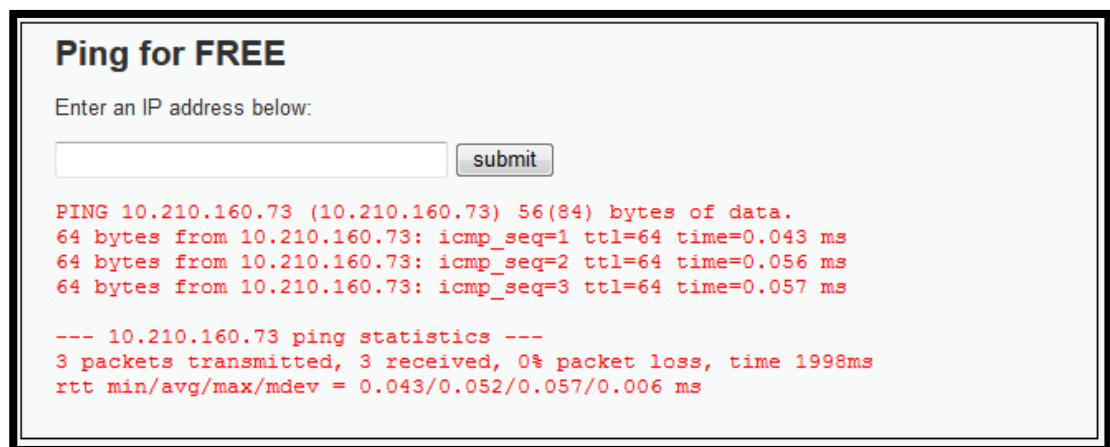 Ping for FREE
Enter an IP address below:
submit
PING 10.210.160.73 (10.210.160.73) 56(84) bytes of data.
64 bytes from 10.210.160.73: icmp_seq=1 ttl=64 time=0.043 ms
64 bytes from 10.210.160.73: icmp_seq=2 ttl=64 time=0.056 ms
64 bytes from 10.210.160.73: icmp_seq=3 ttl=64 time=0.057 ms
--- 10.210.160.73 ping statistics ---
3 packets transmitted, 3 received, 0% packet loss, time 1998ms
rtt min/avg/max/mdev = 0.043/0.052/0.057/0.006 ms